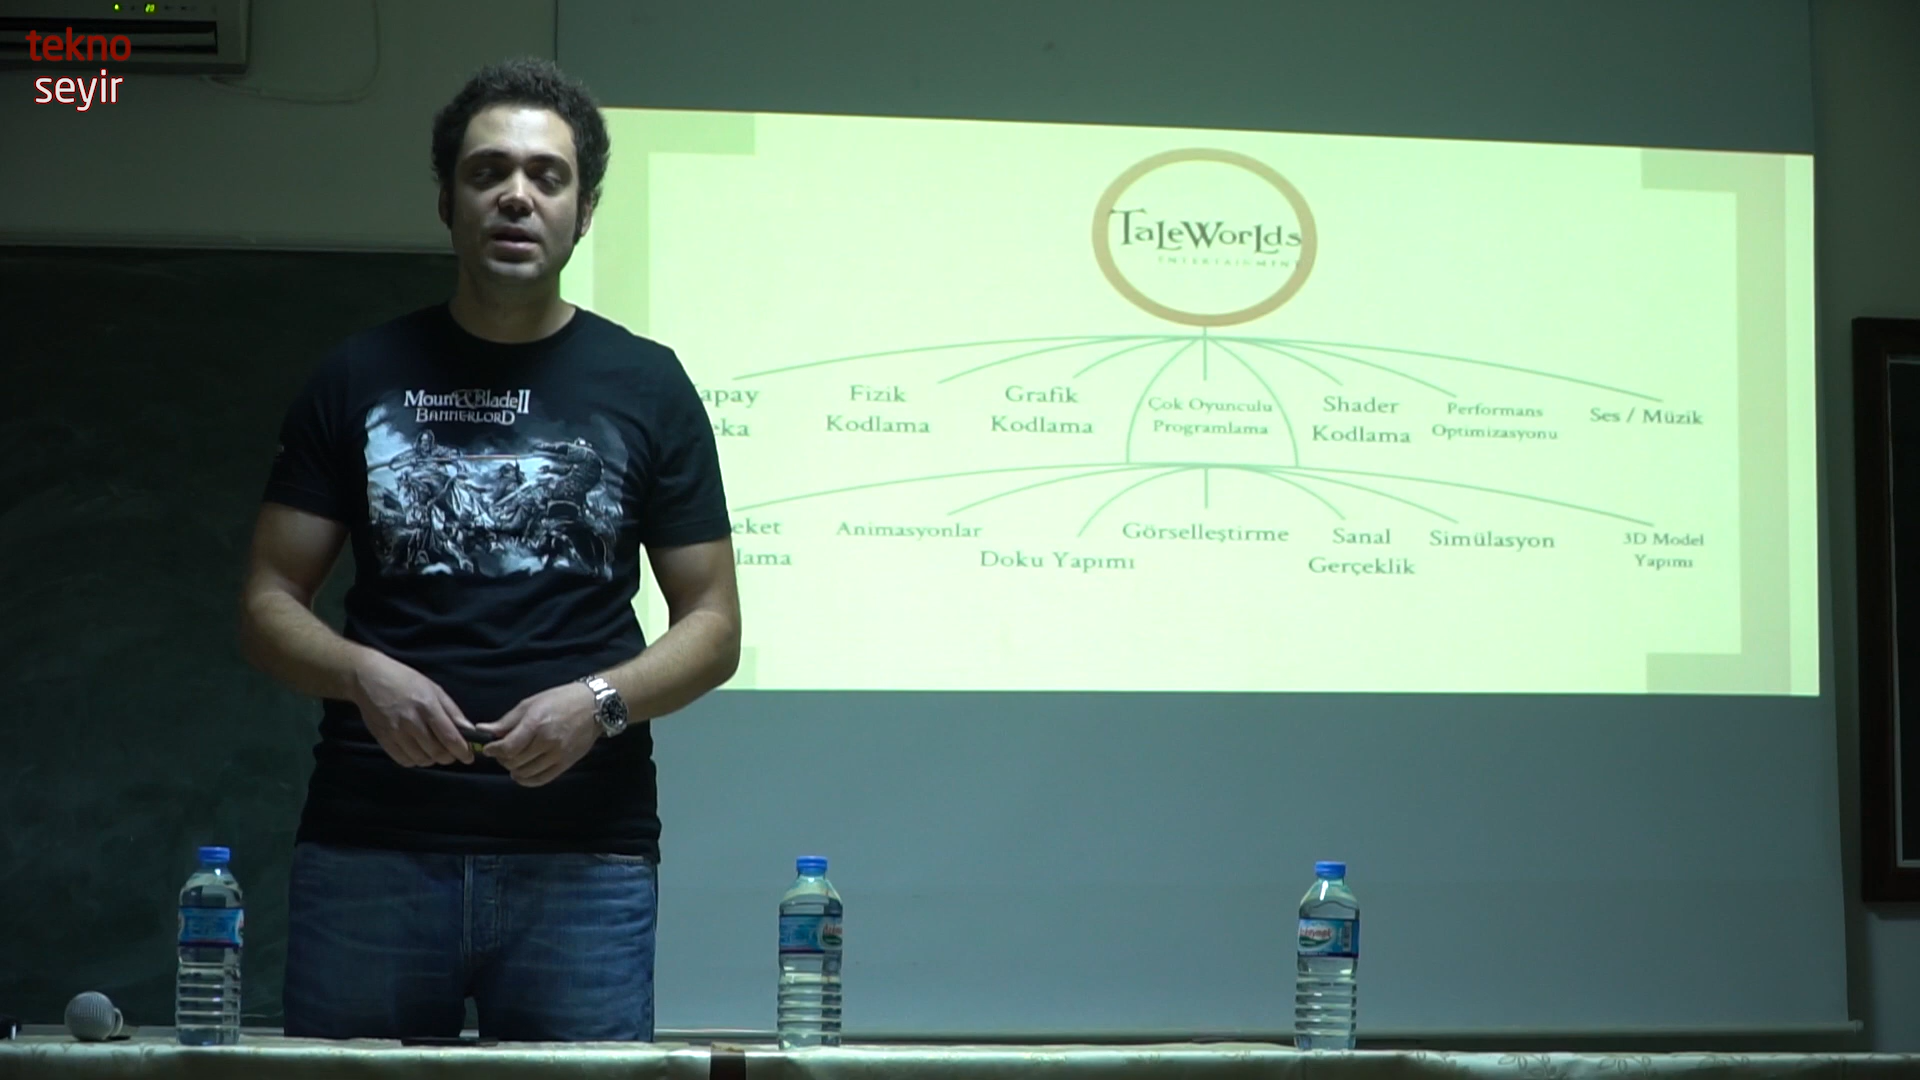 tekno
seyir
TaleWorlds
ENTERTAINMENT
Fizik
Kodlama
Grafik
Kodlama
Çok Oyunculu
Programlama
Shader
Kodlama
Performans
Optimizasyonu
Ses / Müzik
Animasyonlar
Doku Yapımı
Görselleştirme
Sanal
Gerçeklik
Simülasyon
3D Model
Yapımı
Mount&Blade II
BANNERLORD